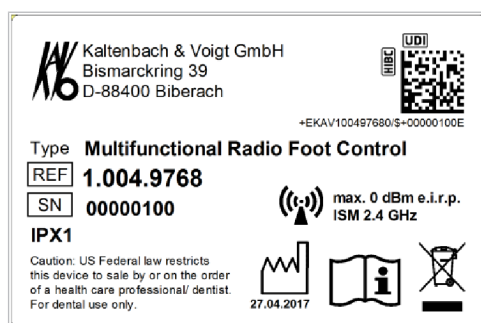 KAVO
Kaltenbach & Voigt GmbH
Bismarckring 39
D-88400 Biberach
UDI
HIBC
+EKAV100497680/$+00000100E
Type Multifunctional Radio Foot Control
REF 1.004.9768
SN 00000100
max. 0 dBm e.i.r.p.
ISM 2.4 GHz
IPX1
Caution: US Federal law restricts
this device to sale by or on the order
of a health care professional/ dentist.
For dental use only.
27.04.2017
i